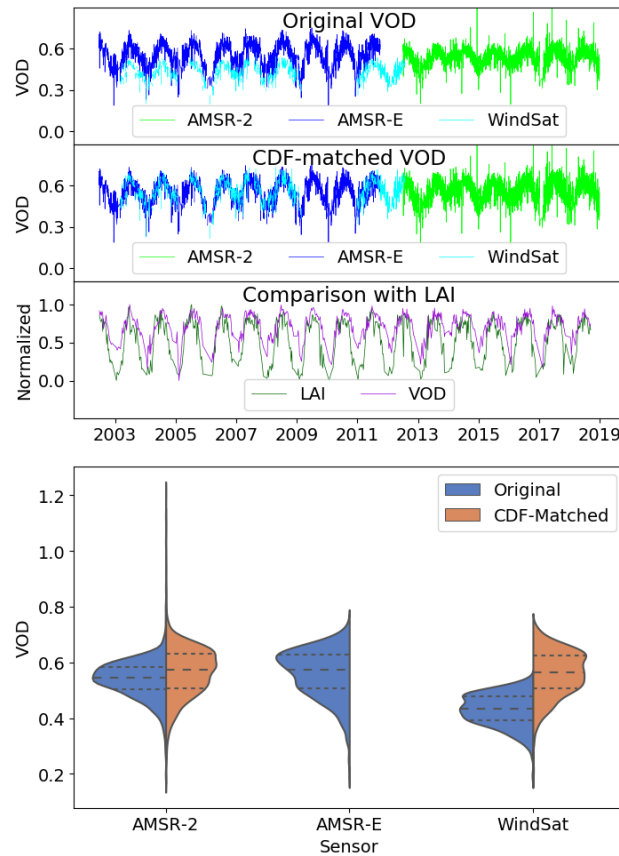 Original VOD
VOD
0.6
0.3
0.0
AMSR-2 AMSR-E WindSat
CDF-matched VOD
VOD
0.6
0.3
0.0
AMSR-2 AMSR-E WindSat
Comparison with LAI
Normalized
1.0
0.5
0.0
LAI VOD
2003 2005 2007 2009 2011 2013 2015 2017 2019
Original
CDF-Matched
VOD
1.2
1.0
0.8
0.6
0.4
0.2
AMSR-2 AMSR-E WindSat
Sensor